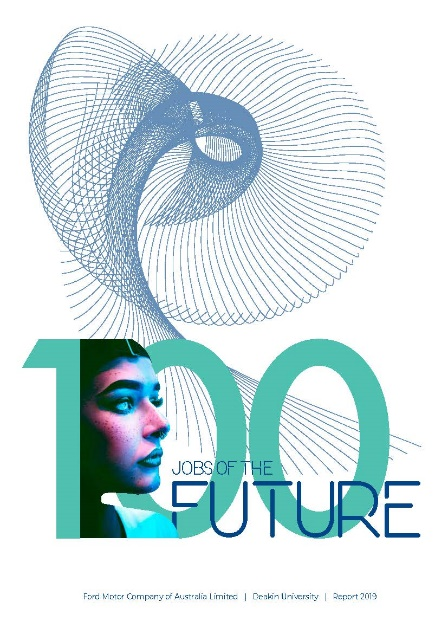 100
JOBS OF THE
FUTURE
Ford Motor Company of Australia Limited | Deakin University | Report 2019